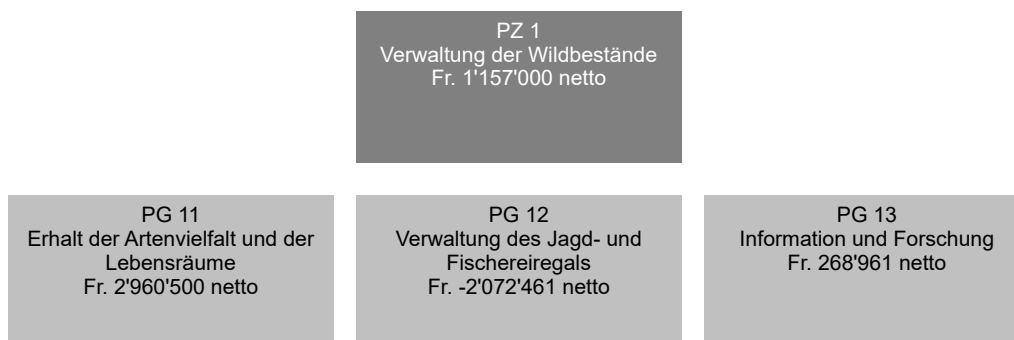 PZ 1
Verwaltung der Wildbestände
Fr. 1'157'000 netto
PG 11
Erhalt der Artenvielfalt und der
Lebensräume
Fr. 2'960'500 netto
PG 12
Verwaltung des Jagd- und
Fischereiregals
Fr. -2'072'461 netto
PG 13
Information und Forschung
Fr. 268'961 netto